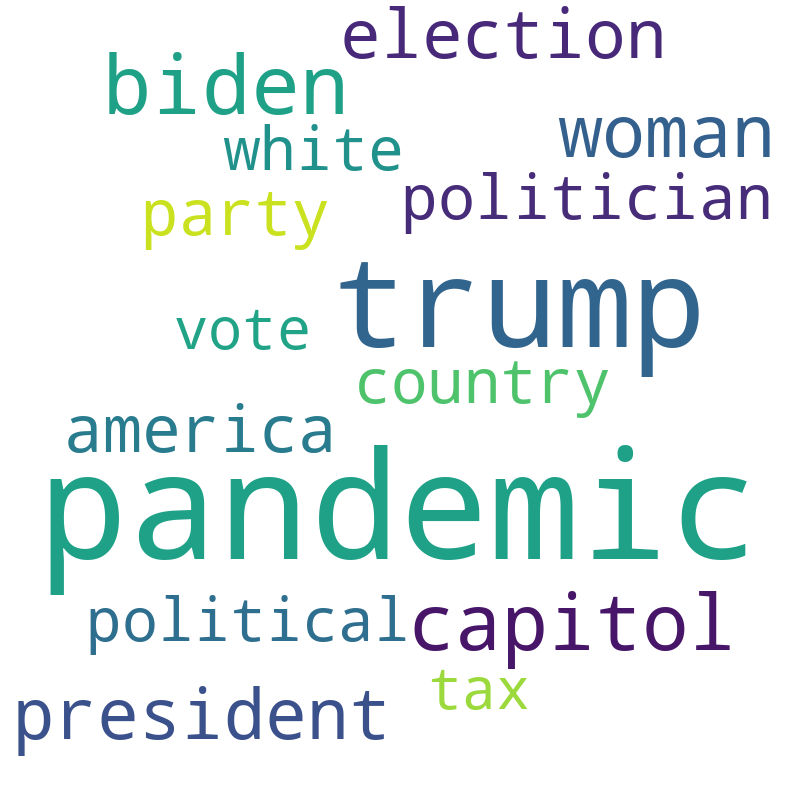 election
biden
woman
white
politician
party
trump
vote
country
america
pandemic
political
capitol
tax
president